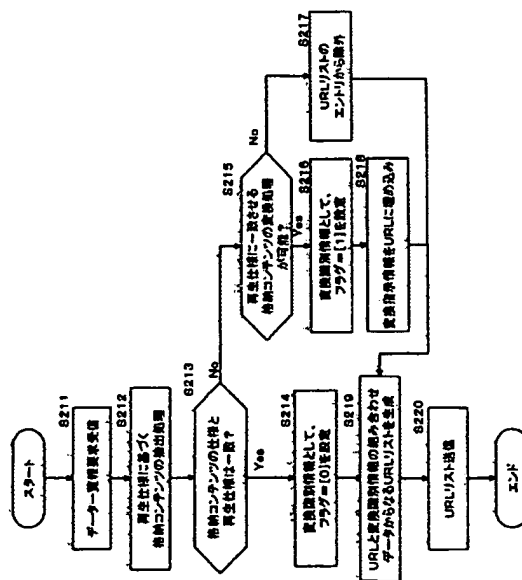 スタート
S211
データ一覧情報要求受信
S212
再生仕様に基づく
格納コンテンツの抽出処理
S213
格納コンテンツの仕様と
再生仕様は一致?
No
Yes
S214
変換識別情報として、
フラグ=[0]を設定
S215
再生仕様に一致させる
格納コンテンツの変換処理
が可能?
No
Yes
S216
変換識別情報として、
フラグ=[1]を設定
S218
変換指示情報をURLに埋め込み
S217
URLリストの
エントリから除外
S219
URLと変換識別情報の組み合わせ
データからなるURLリストを生成
S220
URLリスト送信
エンド